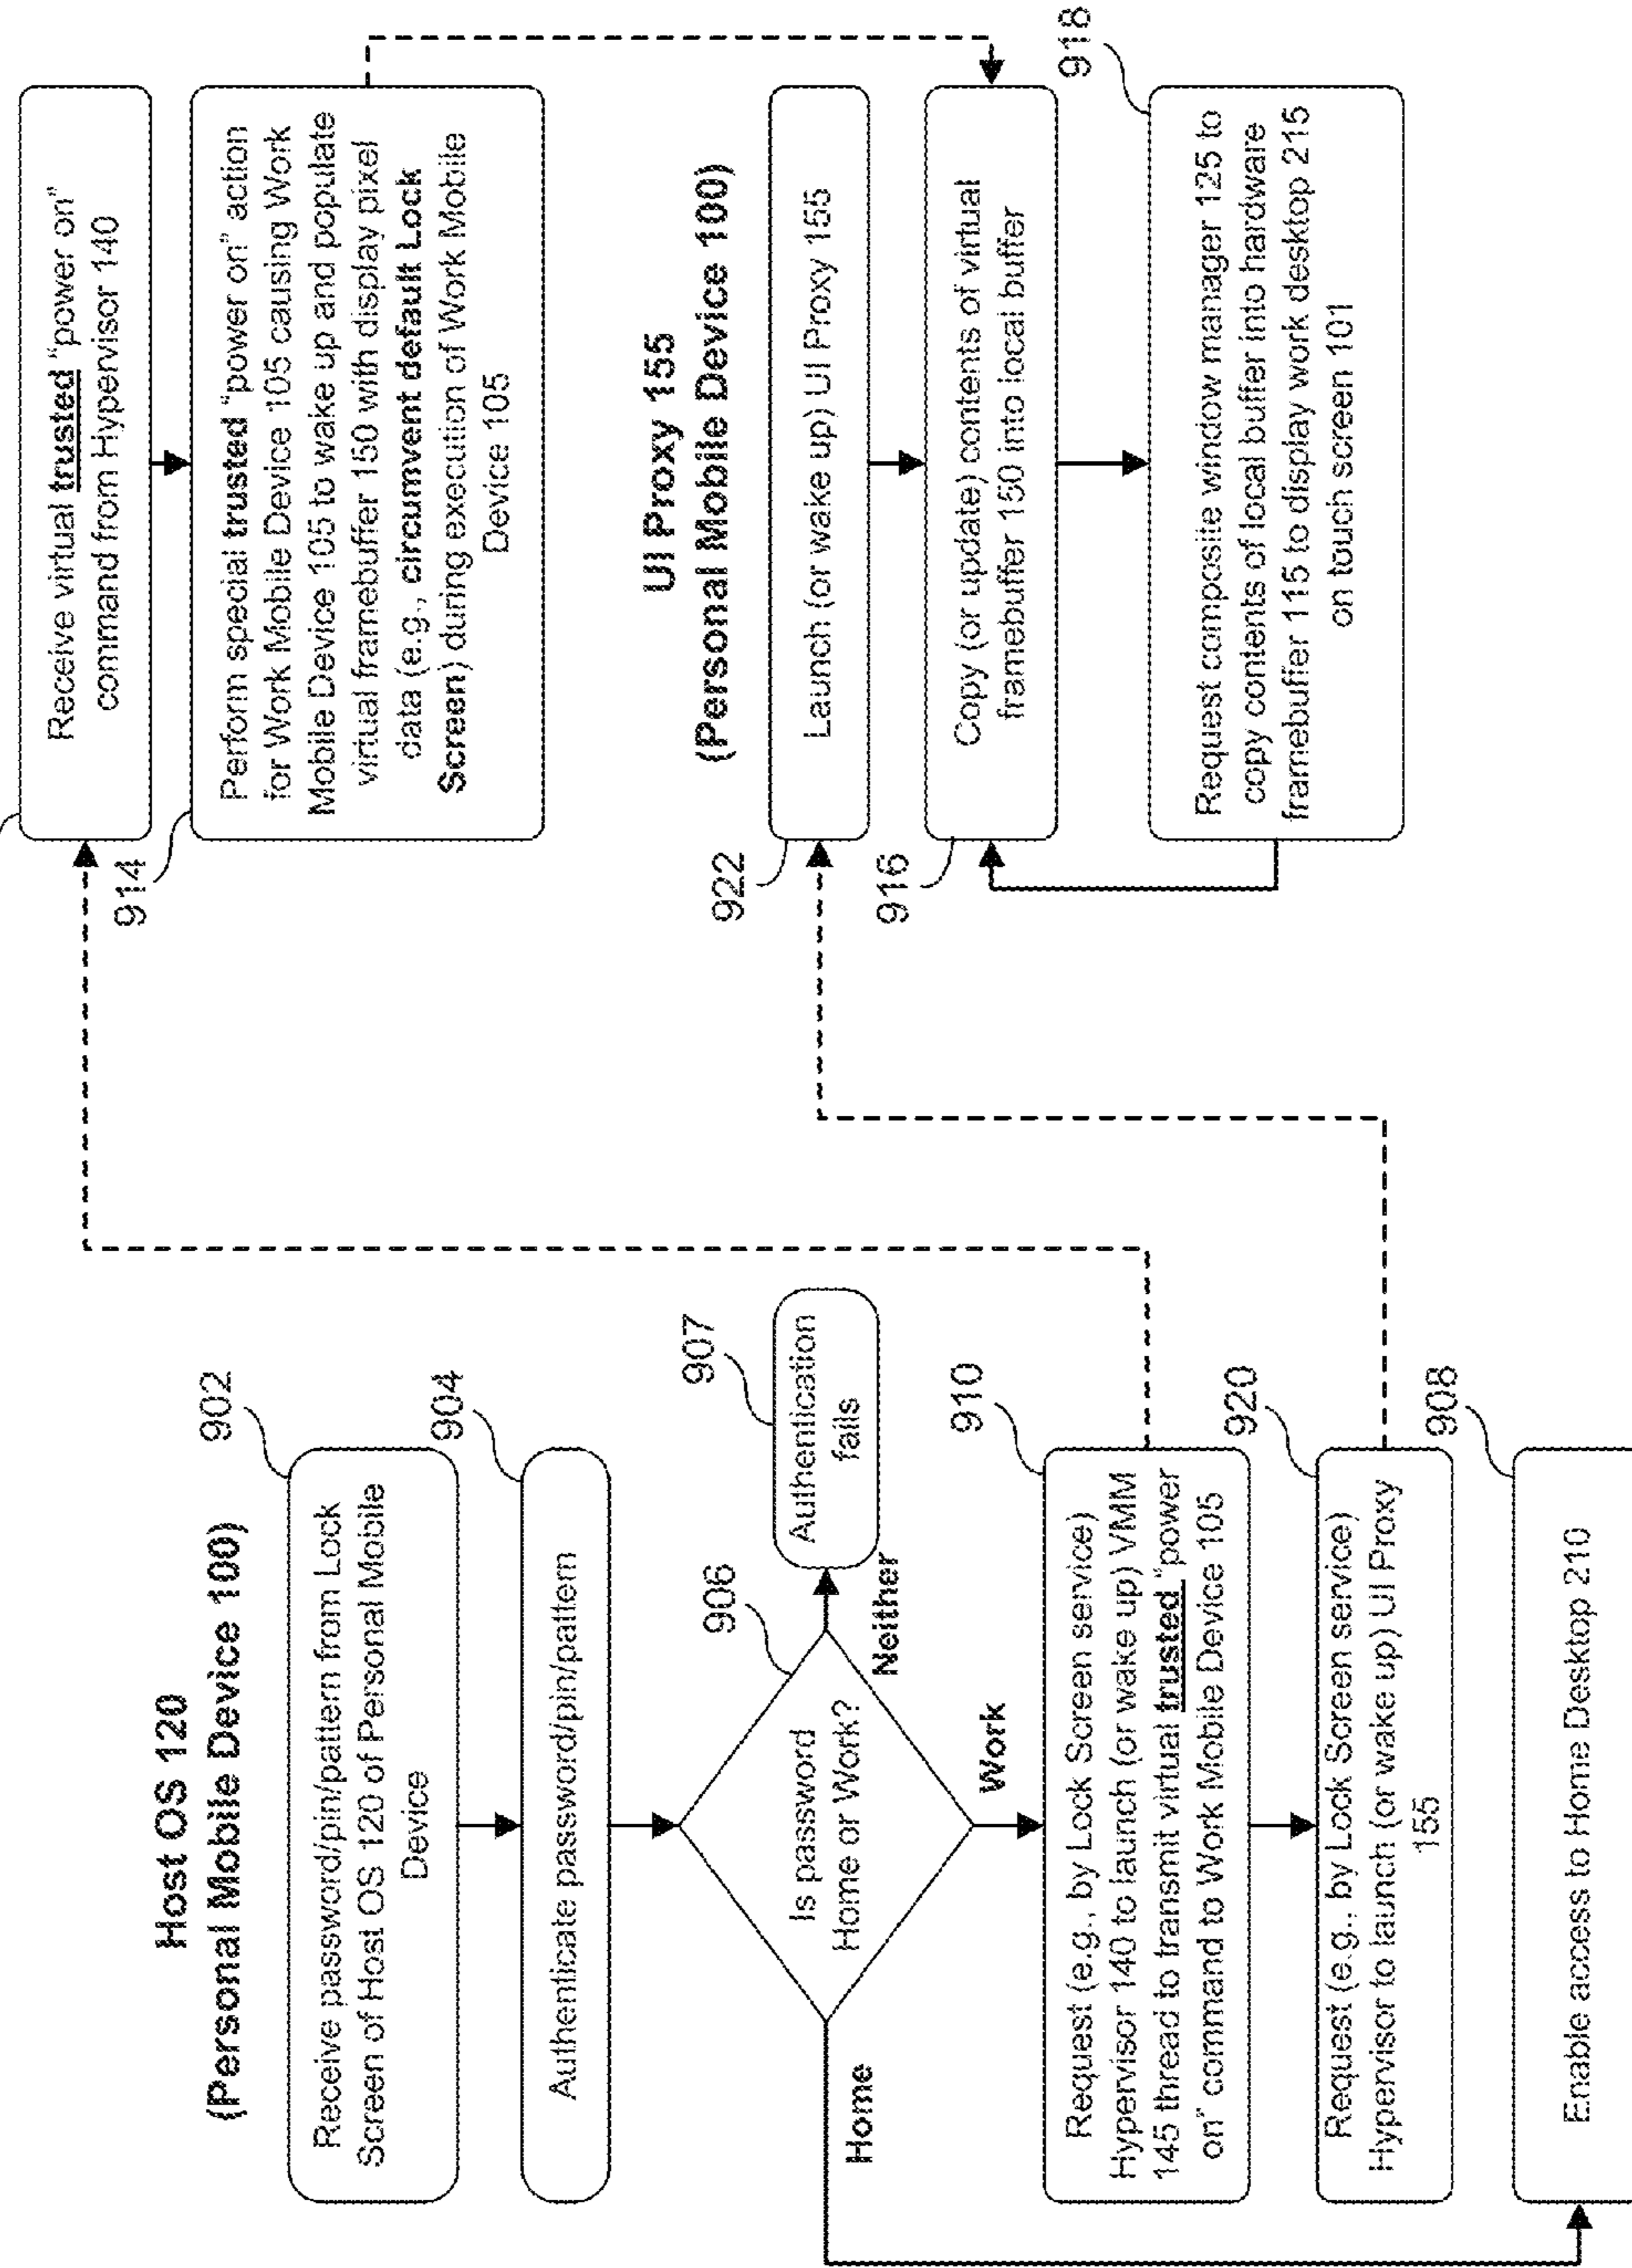 Host OS 120
(Personal Mobile Device 100)
902
Receive password/pin/pattern from Lock
Screen of Host OS 120 of Personal Mobile
Device
904
Authenticate password/pin/pattern
906
Is password
Home or Work?
Neither
907
Authentication
fails
Home
Work
910
Request (e.g., by Lock Screen service)
Hypervisor 140 to launch (or wake up) VMM
145 thread to transmit virtual trusted "power
on" command to Work Mobile Device 105
920
Request (e.g., by Lock Screen service)
Hypervisor to launch (or wake up) UI Proxy
155
908
Enable access to Home Desktop 210
Receive virtual trusted "power on"
command from Hypervisor 140
914
Perform special trusted "power on" action
for Work Mobile Device 105 causing Work
Mobile Device 105 to wake up and populate
virtual framebuffer 150 with display pixel
data (e.g., circumvent default Lock
Screen) during execution of Work Mobile
Device 105
UI Proxy 155
(Personal Mobile Device 100)
922
Launch (or wake up) UI Proxy 155
916
Copy (or update) contents of virtual
framebuffer 150 into local buffer
918
Request composite window manager 125 to
copy contents of local buffer into hardware
framebuffer 115 to display work desktop 215
on touch screen 101